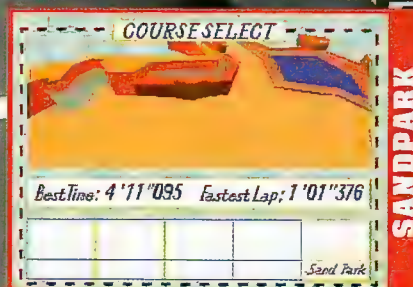 COURSE SELECT
Best Time: 4'11"095 Fastest Lap: 1'01"376
Sand Park
SANDPARK